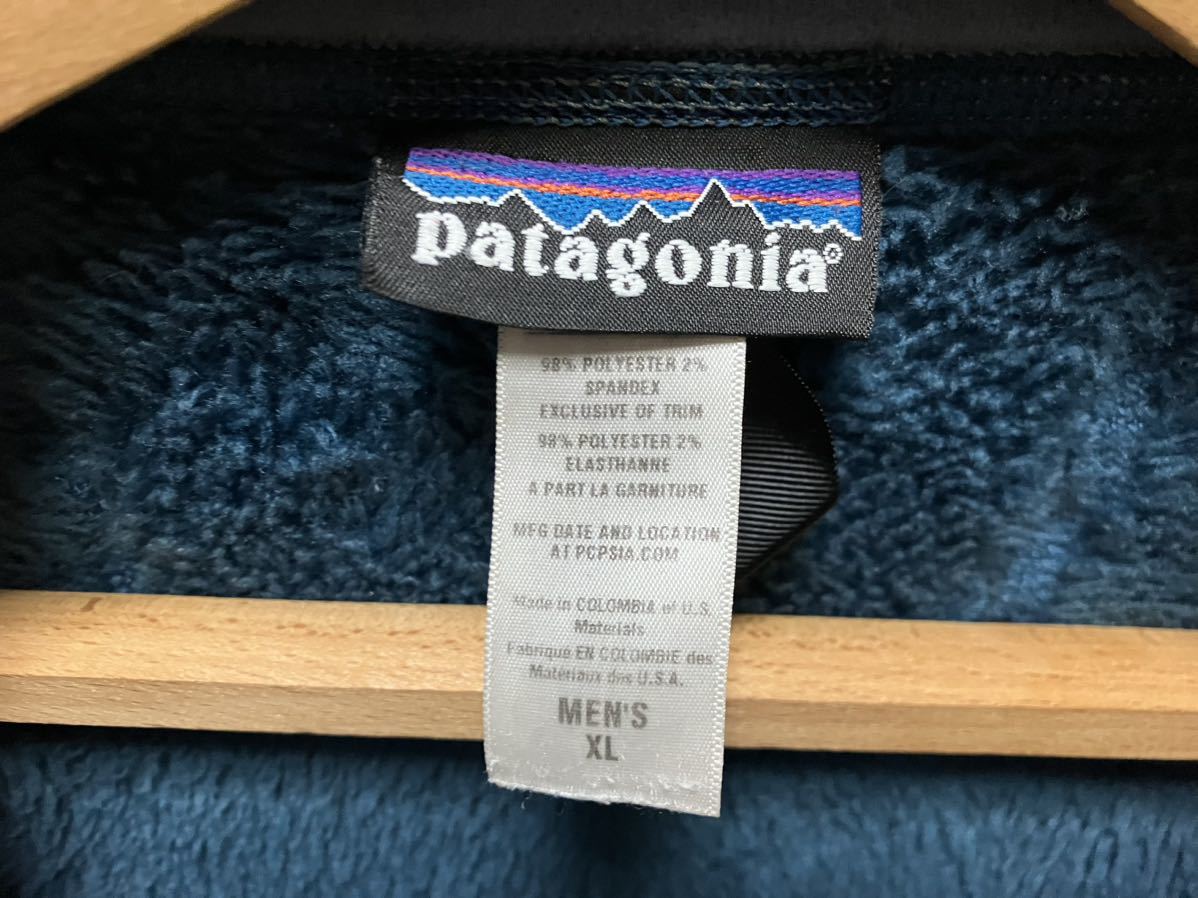 patagonia®
98% POLYESTER 2%
SPANDEX
EXCLUSIVE OF TRIM
98% POLYESTER 2%
ELASTHANNE
A PART LA GARNITURE
MFG DATE AND LOCATION
AT PCPSIA.COM
Made in COLOMBIA of U.S.
Materials
Fabrique EN COLOMBIE des
Materiaux des U.S.A.
MEN'S
XL